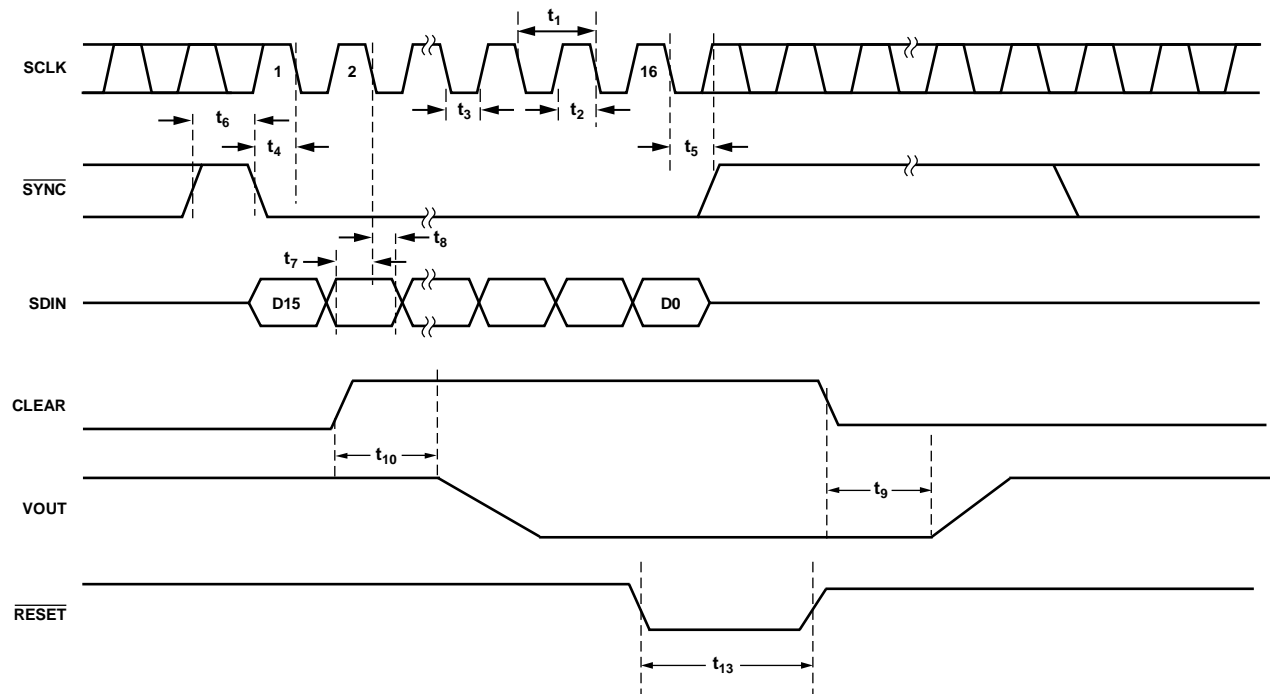 t1
SCLK
1
2
16
t3
t2
t6
t4
t5
SYNC
t8
t7
SDIN
D15
D0
CLEAR
t10
VOUT
t9
RESET
t13